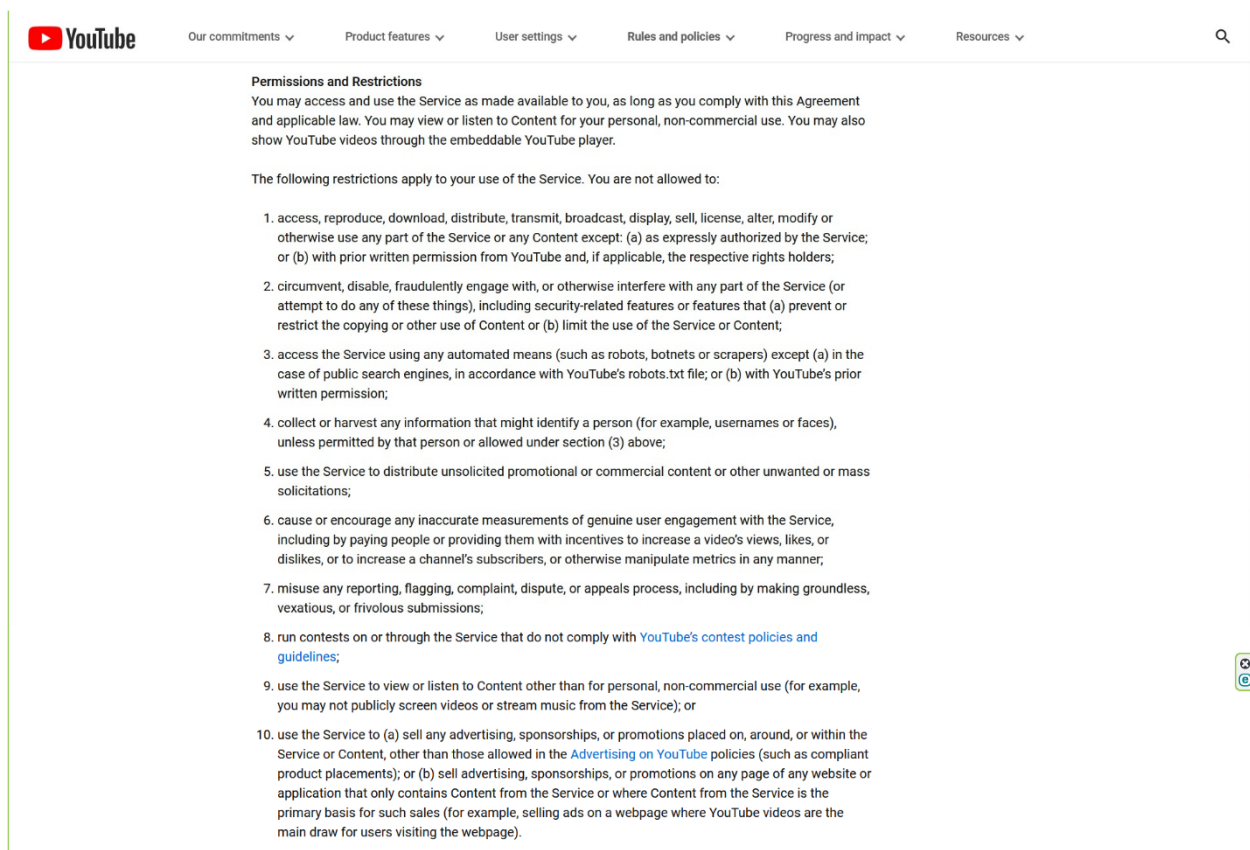 YouTube
Our commitments
Product features
User settings
Rules and policies
Progress and impact
Resources
Permissions and Restrictions
You may access and use the Service as made available to you, as long as you comply with this Agreement
and applicable law. You may view or listen to Content for your personal, non-commercial use. You may also
show YouTube videos through the embeddable YouTube player.
The following restrictions apply to your use of the Service. You are not allowed to:
1. access, reproduce, download, distribute, transmit, broadcast, display, sell, license, alter, modify or
otherwise use any part of the Service or any Content except: (a) as expressly authorized by the Service;
or (b) with prior written permission from YouTube and, if applicable, the respective rights holders;
2. circumvent, disable, fraudulently engage with, or otherwise interfere with any part of the Service (or
attempt to do any of these things), including security-related features or features that (a) prevent or
restrict the copying or other use of Content or (b) limit the use of the Service or Content;
3. access the Service using any automated means (such as robots, botnets or scrapers) except (a) in the
case of public search engines, in accordance with YouTube's robots.txt file; or (b) with YouTube's prior
written permission;
4. collect or harvest any information that might identify a person (for example, usernames or faces),
unless permitted by that person or allowed under section (3) above;
5. use the Service to distribute unsolicited promotional or commercial content or other unwanted or mass
solicitations;
6. cause or encourage any inaccurate measurements of genuine user engagement with the Service,
including by paying people or providing them with incentives to increase a video's views, likes, or
dislikes, or to increase a channel's subscribers, or otherwise manipulate metrics in any manner;
7. misuse any reporting, flagging, complaint, dispute, or appeals process, including by making groundless,
vexatious, or frivolous submissions;
8. run contests on or through the Service that do not comply with YouTube's contest policies and
guidelines;
9. use the Service to view or listen to Content other than for personal, non-commercial use (for example,
you may not publicly screen videos or stream music from the Service); or
10. use the Service to (a) sell any advertising, sponsorships, or promotions placed on, around, or within the
Service or Content, other than those allowed in the Advertising on YouTube policies (such as compliant
product placements); or (b) sell advertising, sponsorships, or promotions on any page of any website or
application that only contains Content from the Service or where Content from the Service is the
primary basis for such sales (for example, selling ads on a webpage where YouTube videos are the
main draw for users visiting the webpage).